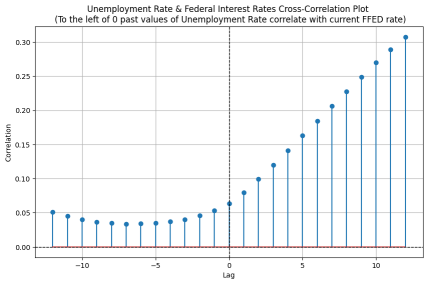 Unemployment Rate & Federal Interest Rates Cross-Correlation Plot
(To the left of 0 past values of Unemployment Rate correlate with current FFED rate)
0.30
0.25
0.20
0.15
0.10
0.05
0.00
Correlation
−10 −5 0 5 10
Lag